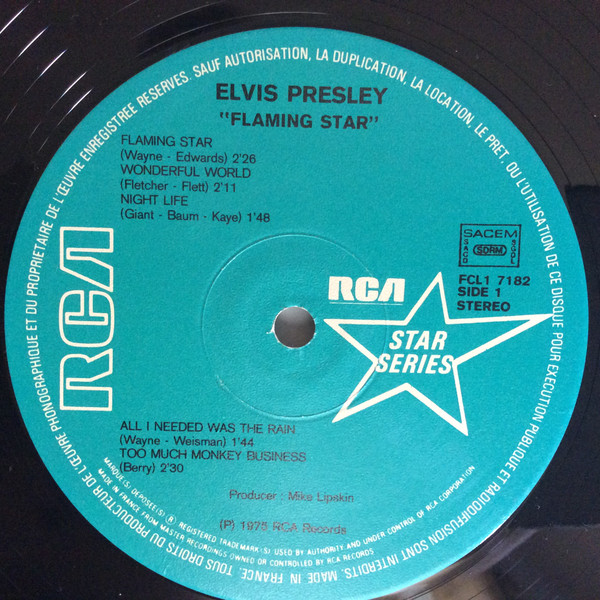 ELVIS PRESLEY
"FLAMING STAR"
FLAMING STAR
(Wayne - Edwards) 2'26
WONDERFUL WORLD
(Fletcher - Flett) 2'11
NIGHT LIFE
(Giant - Baum - Kaye) 1'48
SACEM
SACD
SDRM
SGDL
FCL1 7182
SIDE 1
STEREO
RCA
RCA
STAR
SERIES
ALL I NEEDED WAS THE RAIN
(Wayne - Weisman) 1'44
TOO MUCH MONKEY BUSINESS
(Berry) 2'30
Producer : Mike Lipskin
(P) 1975 RCA Records
TOUS DROITS DU PRODUCTEUR DE L'ŒUVRE PHONOGRAPHIQUE ET DU PROPRIETAIRE DE L'ŒUVRE ENREGISTREE RESERVES. SAUF AUTORISATION, LA DUPLICATION, LA LOCATION, LE PRET, OU L'UTILISATION DE CE DISQUE POUR EXECUTION PUBLIQUE ET RADIODIFFUSION SONT INTERDITS. MADE IN FRANCE.
MARQUE(S) DEPOSEE(S) ® REGISTERED TRADEMARK(S) USED BY AUTHORITY AND UNDER CONTROL OF RCA CORPORATION
MADE IN FRANCE FROM MASTER RECORDINGS OWNED OR CONTROLLED BY RCA RECORDS